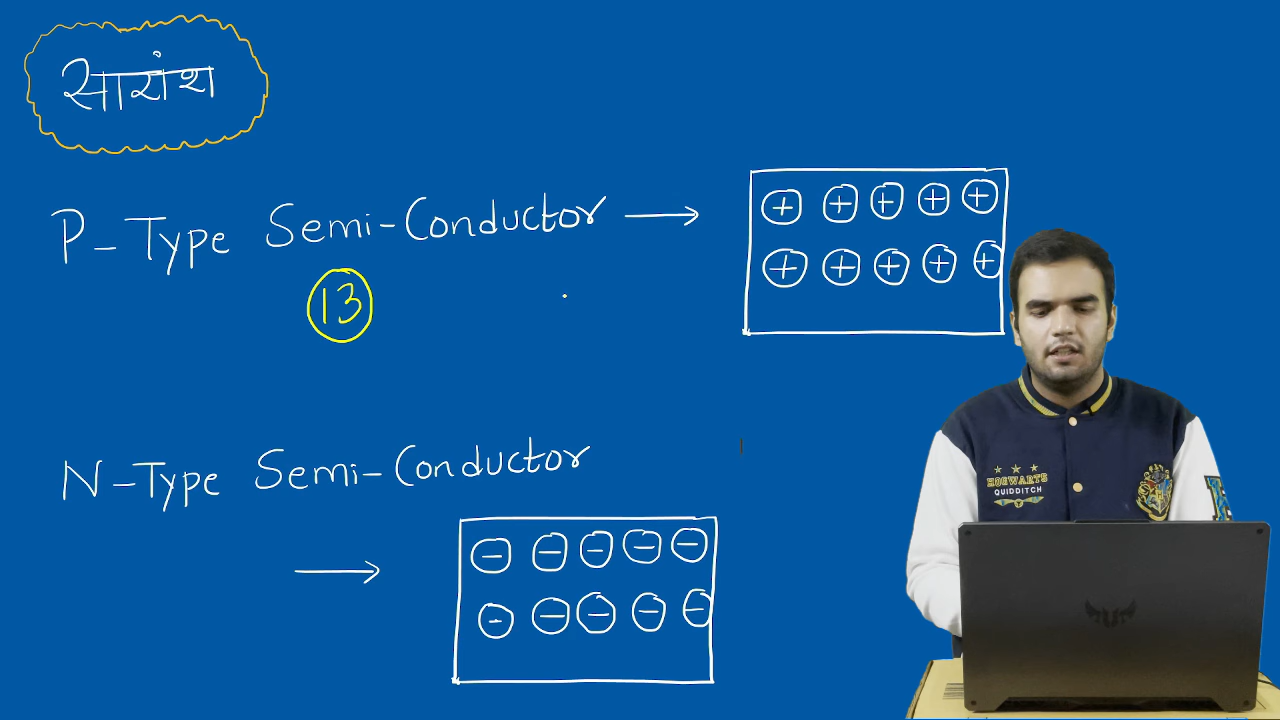 सारांश
P-Type Semi-Conductor →
+ + + + +
+ + + + +
13
N-Type Semi-Conductor
→
- - - - -
- - - - -
HOGWARTS
QUIDDITCH